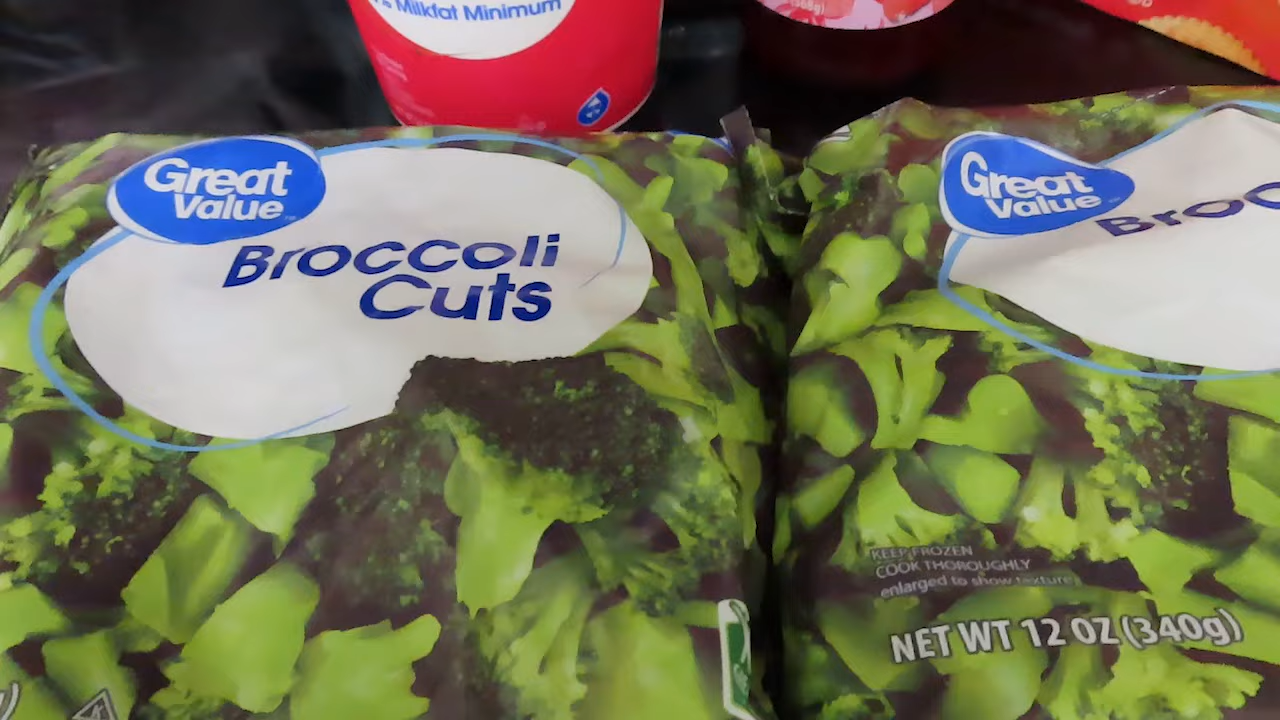 Milkfat Minimum
(368g)
Great
Value
Broccoli
Cuts
Great
Value
KEEP FROZEN
COOK THOROUGHLY
enlarged to show texture
NET WT 12 OZ (340g)